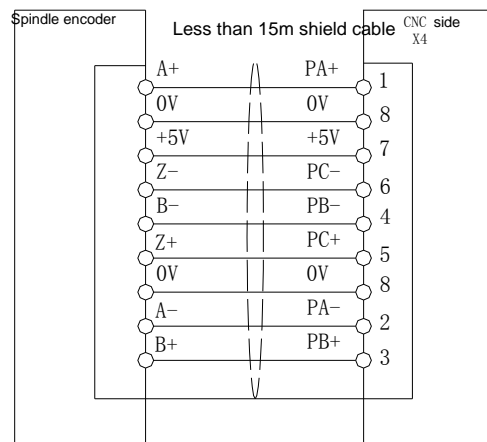 Spindle encoder
Less than 15m shield cable
CNC side
X4
A+ PA+ 1
0V 0V 8
+5V +5V 7
Z- PC- 6
B- PB- 4
Z+ PC+ 5
0V 0V 8
A- PA- 2
B+ PB+ 3